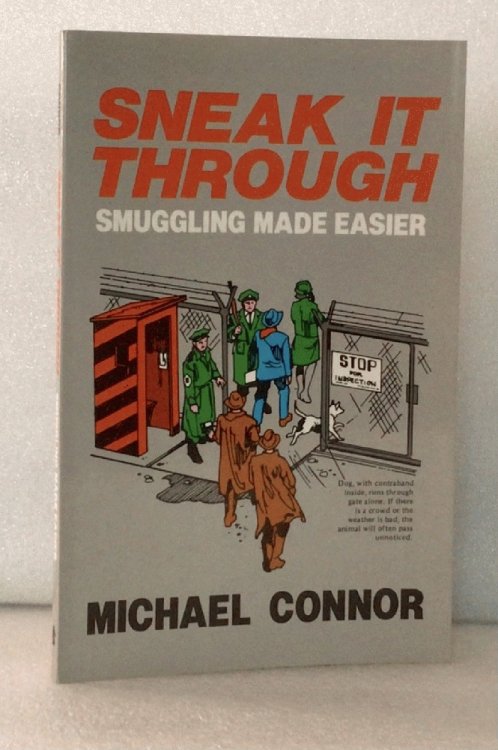 SNEAK IT
THROUGH
SMUGGLING MADE EASIER
STOP
FOR
INSPECTION
Dog, with contraband
inside, runs through
gate alone. If there
is a crowd or the
weather is bad, the
animal will often pass
unnoticed.
MICHAEL CONNOR